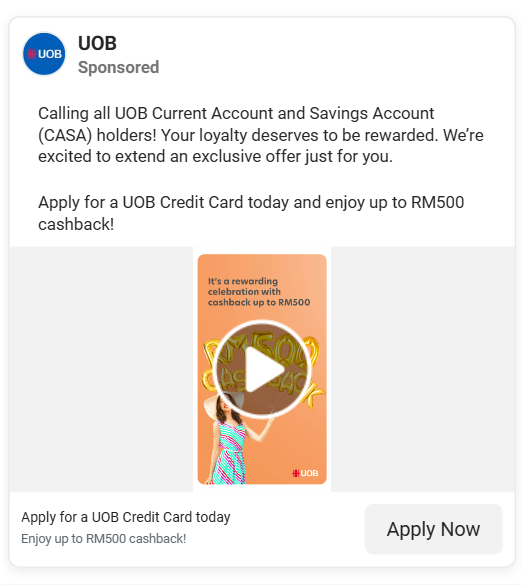 UOB
UOB
Sponsored
Calling all UOB Current Account and Savings Account
(CASA) holders! Your loyalty deserves to be rewarded. We’re
excited to extend an exclusive offer just for you.
Apply for a UOB Credit Card today and enjoy up to RM500
cashback!
It's a rewarding
celebration with
cashback up to RM500
RM500
CASHBACK
UOB
Apply for a UOB Credit Card today
Enjoy up to RM500 cashback!
Apply Now